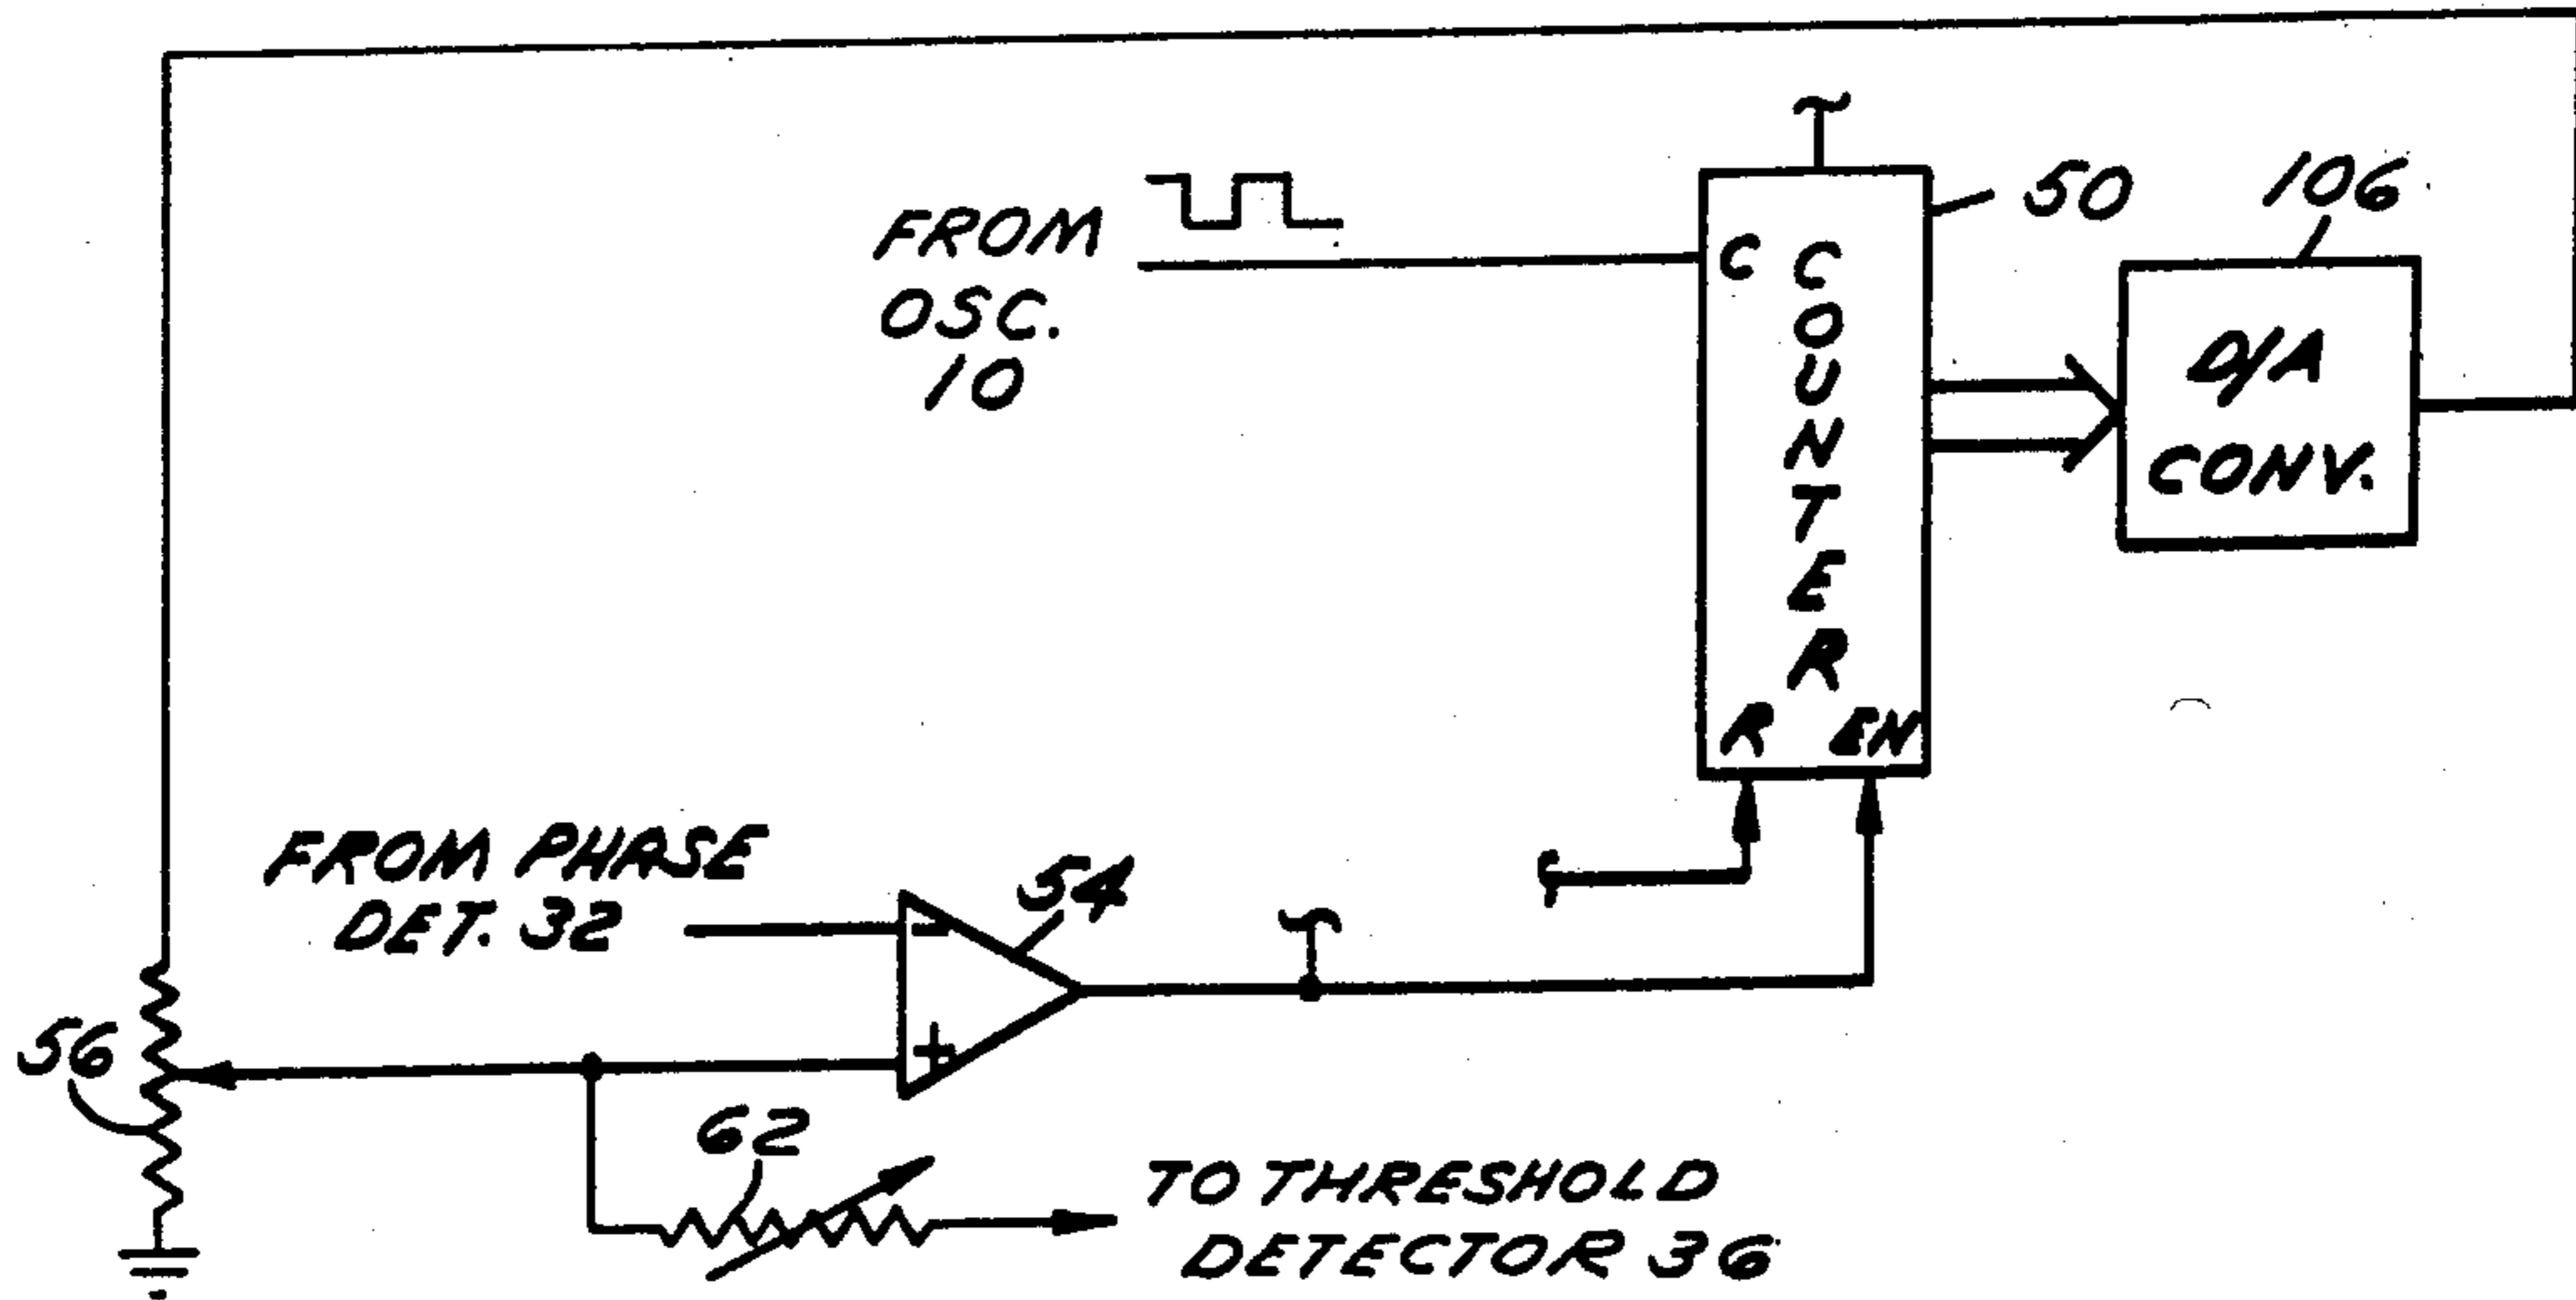 FROM
OSC.
10
C
COUNTER
R EN
50
106
D/A
CONV.
FROM PHASE
DET. 32
-
+
54
56
62
TO THRESHOLD
DETECTOR 36